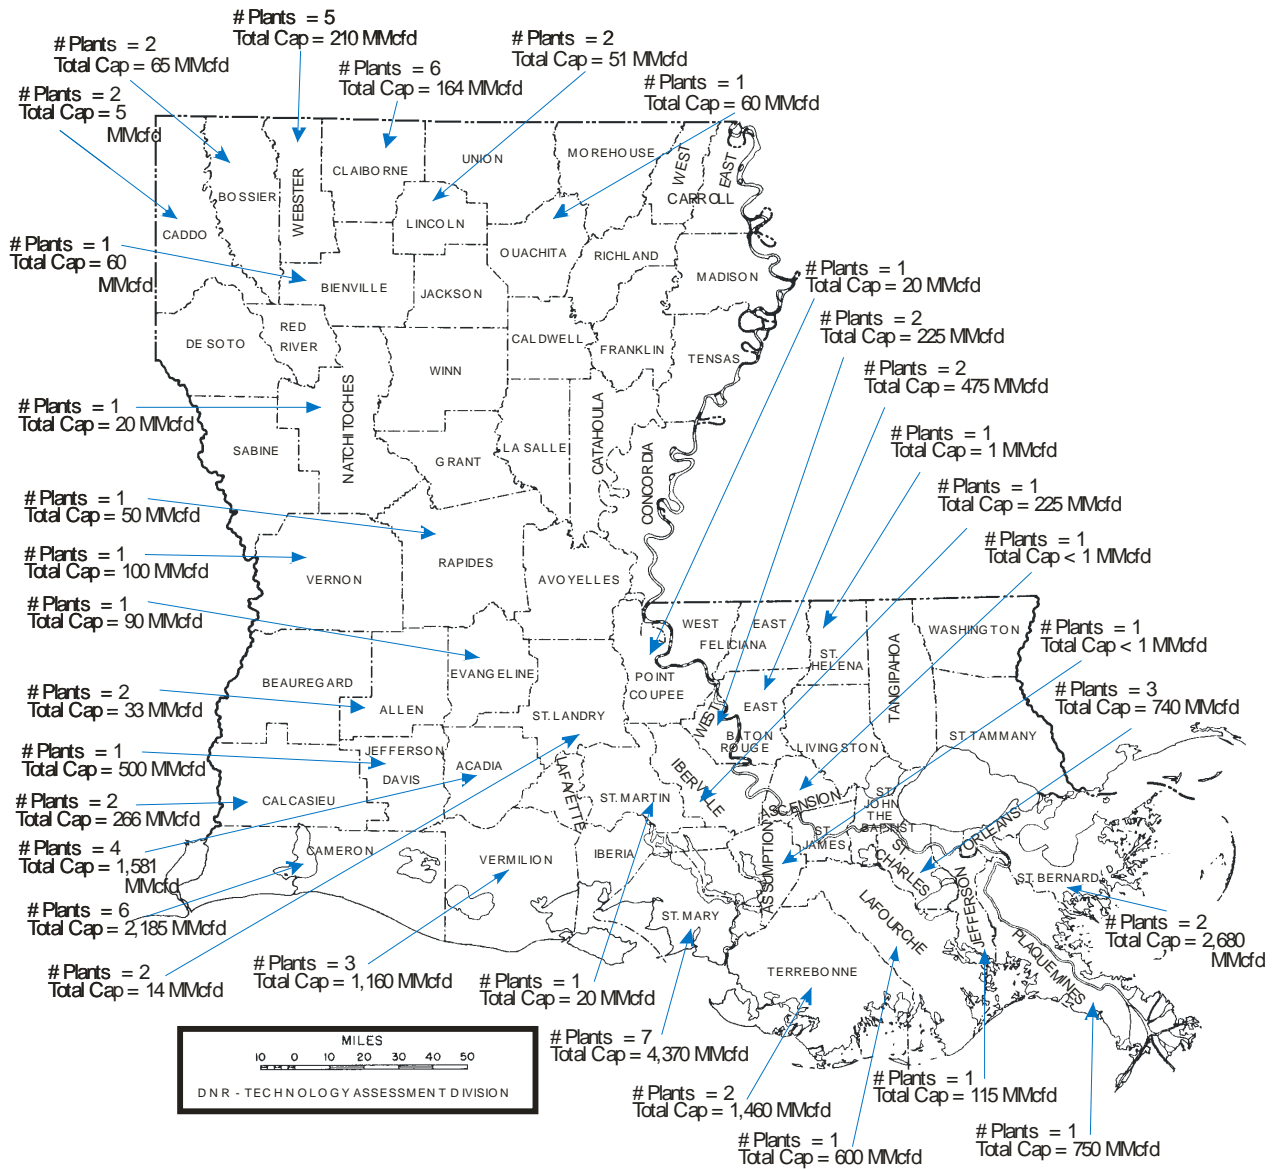 # Plants = 5
Total Cap = 210 MMcfd
# Plants = 2
Total Cap = 65 MMcfd
# Plants = 2
Total Cap = 51 MMcfd
# Plants = 6
Total Cap = 164 MMcfd
# Plants = 1
Total Cap = 60 MMcfd
# Plants = 2
Total Cap = 5
MMcfd
# Plants = 1
Total Cap = 60
MMcfd
CADDO
BOSSIER
WEBSTER
CLAIBORNE
UNION
MOREHOUSE
WEST
EAST
CARROLL
LINCOLN
OUACHITA
RICHLAND
MADISON
BIENVILLE
JACKSON
DE SOTO
RED
RIVER
WINN
CALDWELL
FRANKLIN
TENSAS
# Plants = 1
Total Cap = 20 MMcfd
# Plants = 2
Total Cap = 225 MMcfd
# Plants = 2
Total Cap = 475 MMcfd
# Plants = 1
Total Cap = 1 MMcfd
# Plants = 1
Total Cap = 225 MMcfd
# Plants = 1
Total Cap < 1 MMcfd
# Plants = 1
Total Cap < 1 MMcfd
# Plants = 3
Total Cap = 740 MMcfd
# Plants = 1
Total Cap = 20 MMcfd
SABINE
NATCHITOCHES
GRANT
LA SALLE
CATAHOULA
CONCORDIA
# Plants = 1
Total Cap = 50 MMcfd
# Plants = 1
Total Cap = 100 MMcfd
# Plants = 1
Total Cap = 90 MMcfd
VERNON
RAPIDES
AVOYELLES
WEST
EAST
FELICIANA
ST.
HELENA
TANGIPAHOA
WASHINGTON
BEAUREGARD
ALLEN
EVANGELINE
ST. LANDRY
POINT
COUPEE
WEST
EAST
BATON
ROUGE
LIVINGSTON
ST. TAMMANY
# Plants = 2
Total Cap = 33 MMcfd
# Plants = 1
Total Cap = 500 MMcfd
# Plants = 2
Total Cap = 266 MMcfd
# Plants = 4
Total Cap = 1,581
MMcfd
# Plants = 6
Total Cap = 2,185 MMcfd
# Plants = 2
Total Cap = 14 MMcfd
CALCASIEU
JEFFERSON
DAVIS
ACADIA
LAFAYETTE
ST. MARTIN
IBERVILLE
ASCENSION
ST.
JOHN
THE
BAPTIST
ST.
JAMES
ST.
CHARLES
ORLEANS
CAMERON
VERMILION
IBERIA
ASSUMPTION
ST. MARY
LAFOURCHE
TERREBONNE
JEFFERSON
PLAQUEMINES
ST. BERNARD
# Plants = 2
Total Cap = 2,680
MMcfd
# Plants = 3
Total Cap = 1,160 MMcfd
# Plants = 1
Total Cap = 20 MMcfd
# Plants = 7
Total Cap = 4,370 MMcfd
# Plants = 2
Total Cap = 1,460 MMcfd
# Plants = 1
Total Cap = 600 MMcfd
# Plants = 1
Total Cap = 115 MMcfd
# Plants = 1
Total Cap = 750 MMcfd
MILES
10 0 10 20 30 40 50
DNR - TECHNOLOGY ASSESSMENT DIVISION